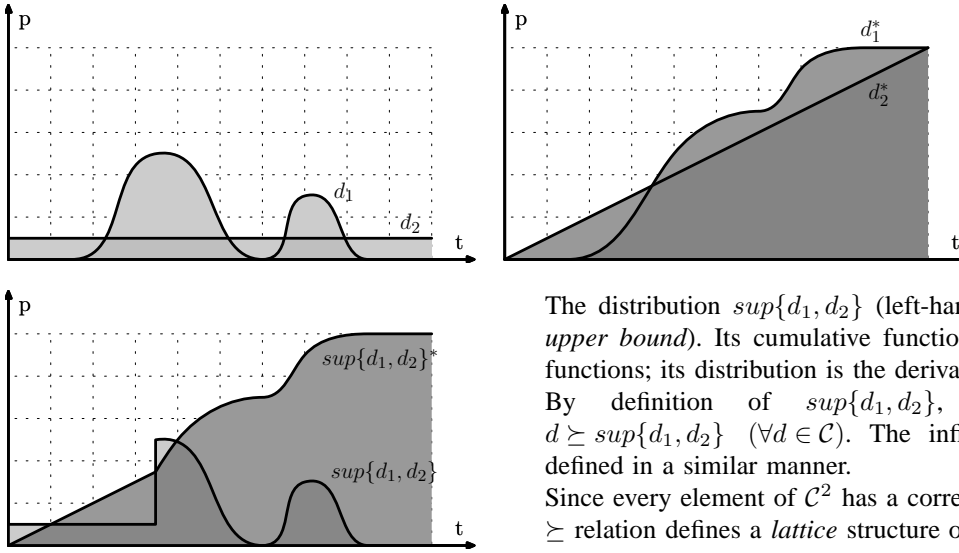 p
d₁
d₂
t
p
d₁*
d₂*
t
p
sup{d₁, d₂}*
sup{d₁, d₂}
t
The distribution sup{d₁, d₂} (left-han
upper bound). Its cumulative functio
functions; its distribution is the deriva
By definition of sup{d₁, d₂},
d ⪰ sup{d₁, d₂} (∀d ∈ 𝒞). The infi
defined in a similar manner.
Since every element of 𝒞² has a corre
⪰ relation defines a lattice structure o